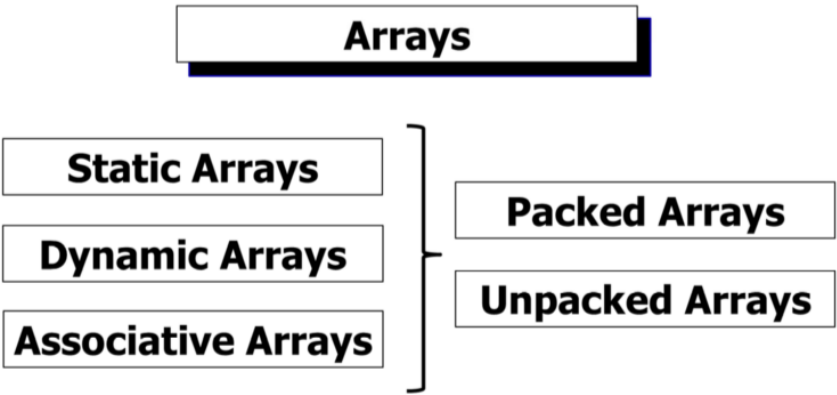 Arrays
Static Arrays
Dynamic Arrays
Associative Arrays
Packed Arrays
Unpacked Arrays